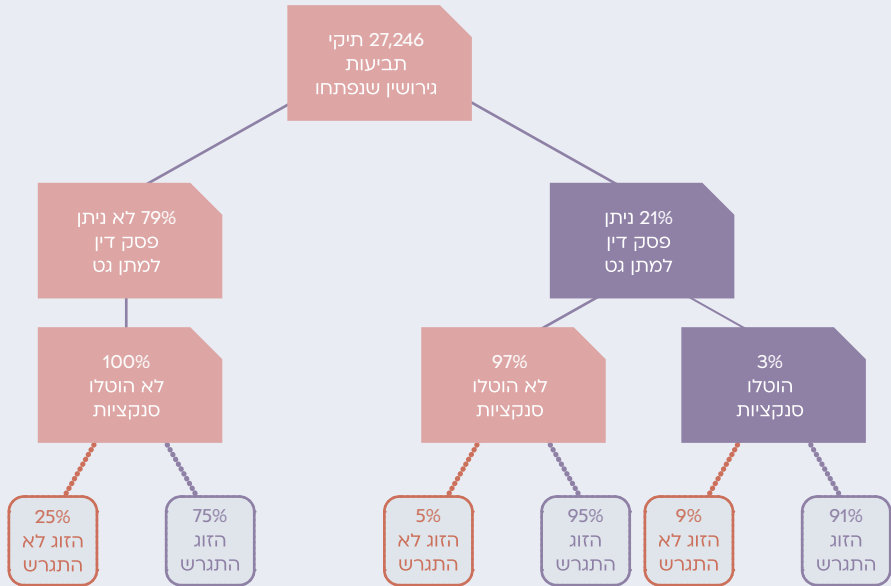 27,246 תיקי
תביעות
גירושין שנפתחו
21% ניתן
פסק דין
למתן גט
79% לא ניתן
פסק דין
למתן גט
3%
הוטלו
סנקציות
97%
לא הוטלו
סנקציות
100%
לא הוטלו
סנקציות
91%
הזוג
התגרש
9%
הזוג לא
התגרש
95%
הזוג
התגרש
5%
הזוג לא
התגרש
75%
הזוג
התגרש
25%
הזוג לא
התגרש